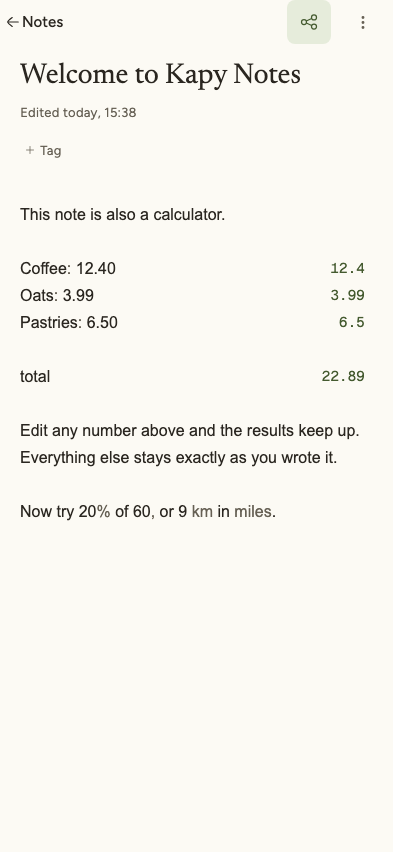 Notes
Welcome to Kapy Notes
Edited today, 15:38
+ Tag
This note is also a calculator.
Coffee: 12.40 12.4
Oats: 3.99 3.99
Pastries: 6.50 6.5
total 22.89
Edit any number above and the results keep up.
Everything else stays exactly as you wrote it.
Now try 20% of 60, or 9 km in miles.